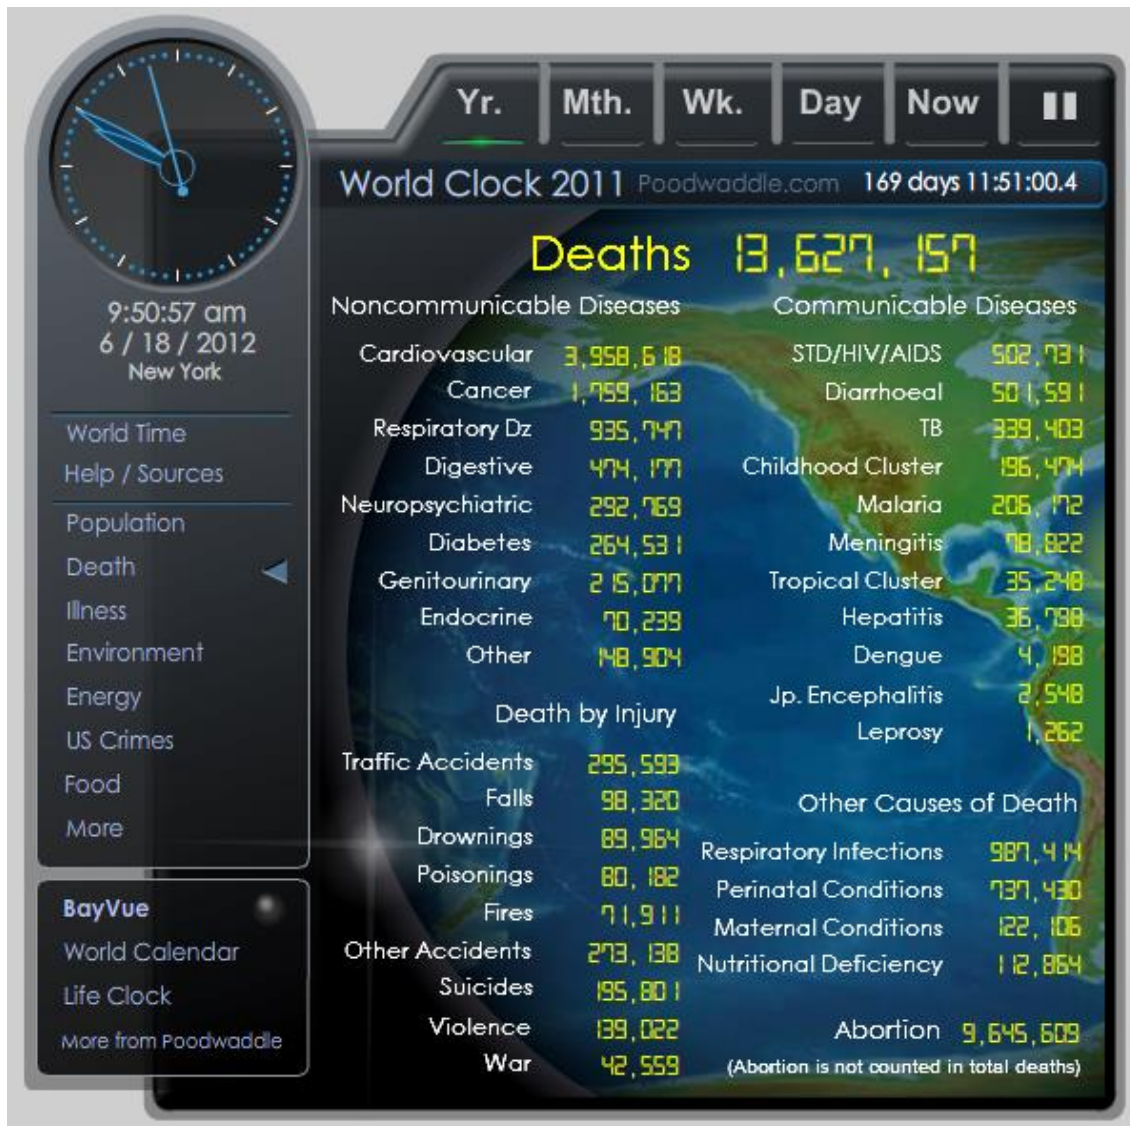 Yr. Mth. Wk. Day Now
World Clock 2011 Poodwaddle.com 169 days 11:51:00.4
9:50:57 am
6 / 18 / 2012
New York
World Time
Help / Sources
Population
Death
Illness
Environment
Energy
US Crimes
Food
More
BayVue
World Calendar
Life Clock
More from Poodwaddle
Deaths 13,627,157
Noncommunicable Diseases
Cardiovascular 3,958,618
Cancer 1,759,163
Respiratory Dz 935,747
Digestive 474,177
Neuropsychiatric 292,769
Diabetes 264,531
Genitourinary 215,077
Endocrine 70,239
Other 148,904
Death by Injury
Traffic Accidents 295,593
Falls 98,320
Drownings 89,964
Poisonings 80,182
Fires 71,911
Other Accidents 273,138
Suicides 195,801
Violence 139,022
War 42,559
Communicable Diseases
STD/HIV/AIDS 502,731
Diarrhoeal 501,591
TB 339,403
Childhood Cluster 196,474
Malaria 206,172
Meningitis 78,822
Tropical Cluster 35,248
Hepatitis 36,798
Dengue 4,198
Jp. Encephalitis 2,548
Leprosy 1,262
Other Causes of Death
Respiratory Infections 987,414
Perinatal Conditions 737,430
Maternal Conditions 122,106
Nutritional Deficiency 112,864
Abortion 9,645,609
(Abortion is not counted in total deaths)